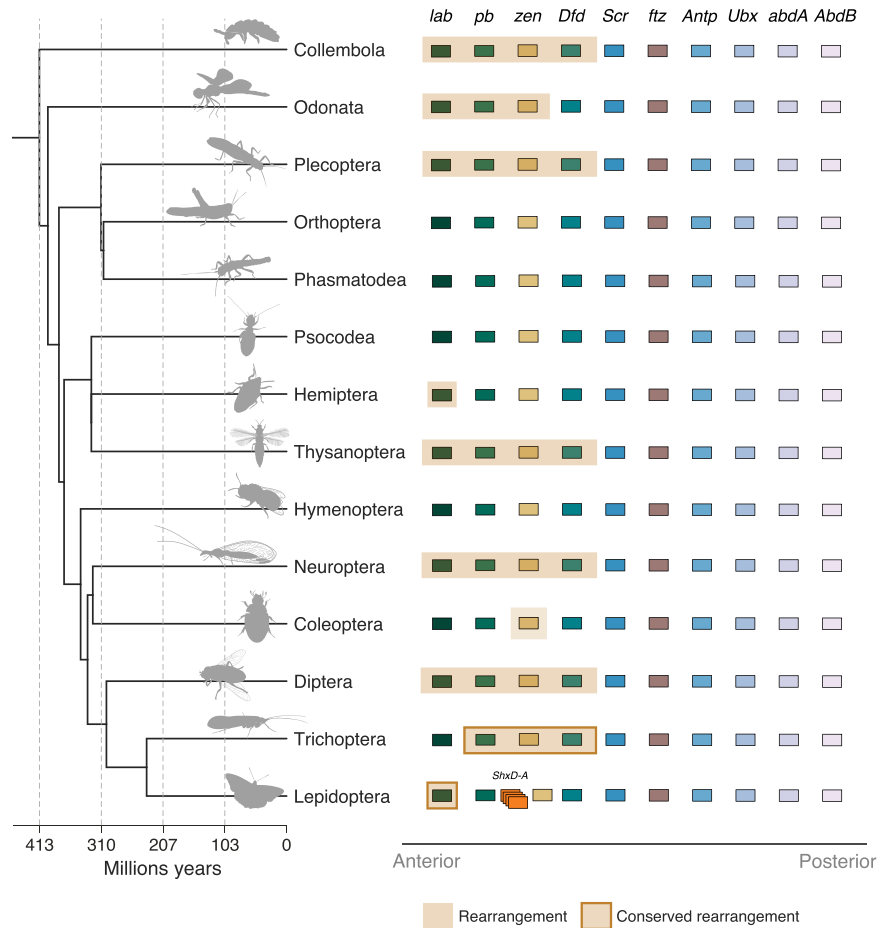 lab pb zen Dfd Scr ftz Antp Ubx abdA AbdB
Collembola
Odonata
Plecoptera
Orthoptera
Phasmatodea
Psocodea
Hemiptera
Thysanoptera
Hymenoptera
Neuroptera
Coleoptera
Diptera
Trichoptera
ShxD-A
Lepidoptera
413 310 207 103 0
Millions years
Anterior Posterior
Rearrangement Conserved rearrangement